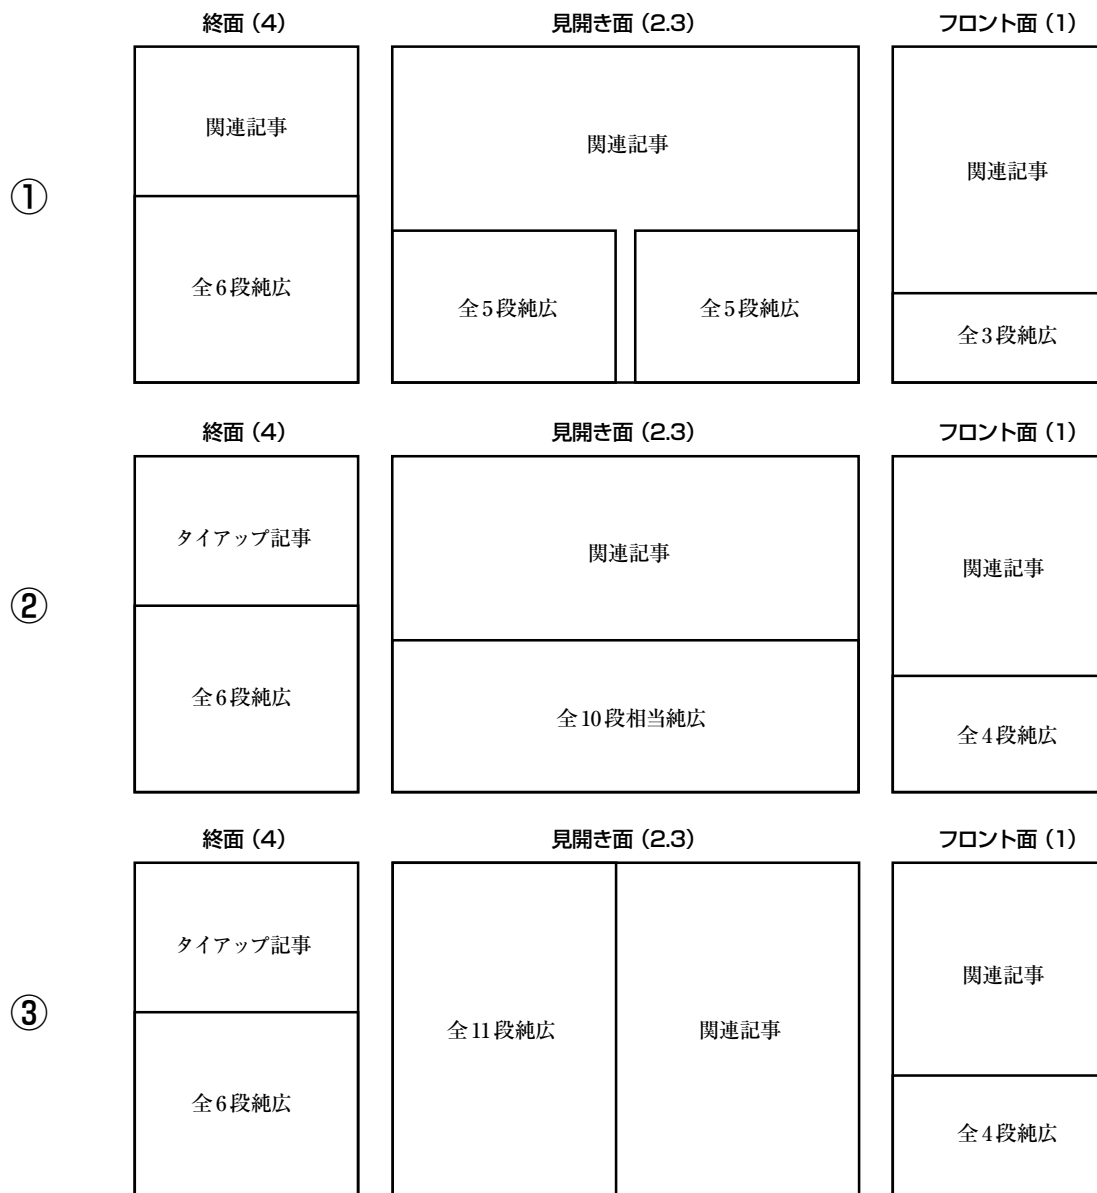 終面（4）
見開き面（2.3）
フロント面（1）
①
関連記事
全6段純広
関連記事
全5段純広
全5段純広
関連記事
全3段純広
終面（4）
見開き面（2.3）
フロント面（1）
②
タイアップ記事
全6段純広
関連記事
全10段相当純広
関連記事
全4段純広
終面（4）
見開き面（2.3）
フロント面（1）
③
タイアップ記事
全6段純広
全11段純広
関連記事
関連記事
全4段純広